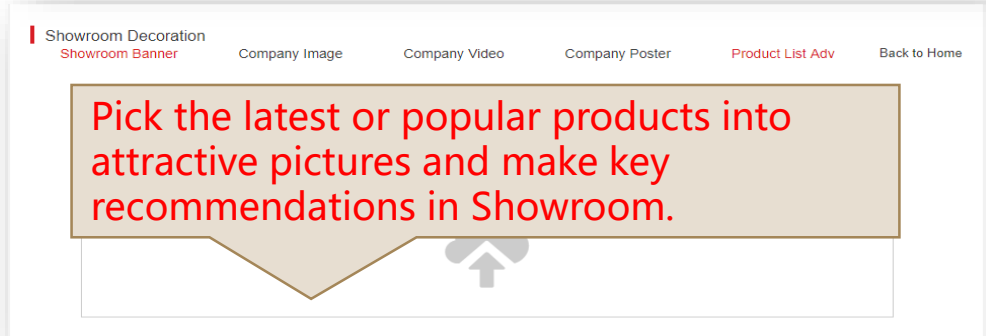 Showroom Decoration
Showroom Banner Company Image Company Video Company Poster Product List Adv Back to Home
Pick the latest or popular products into
attractive pictures and make key
recommendations in Showroom.